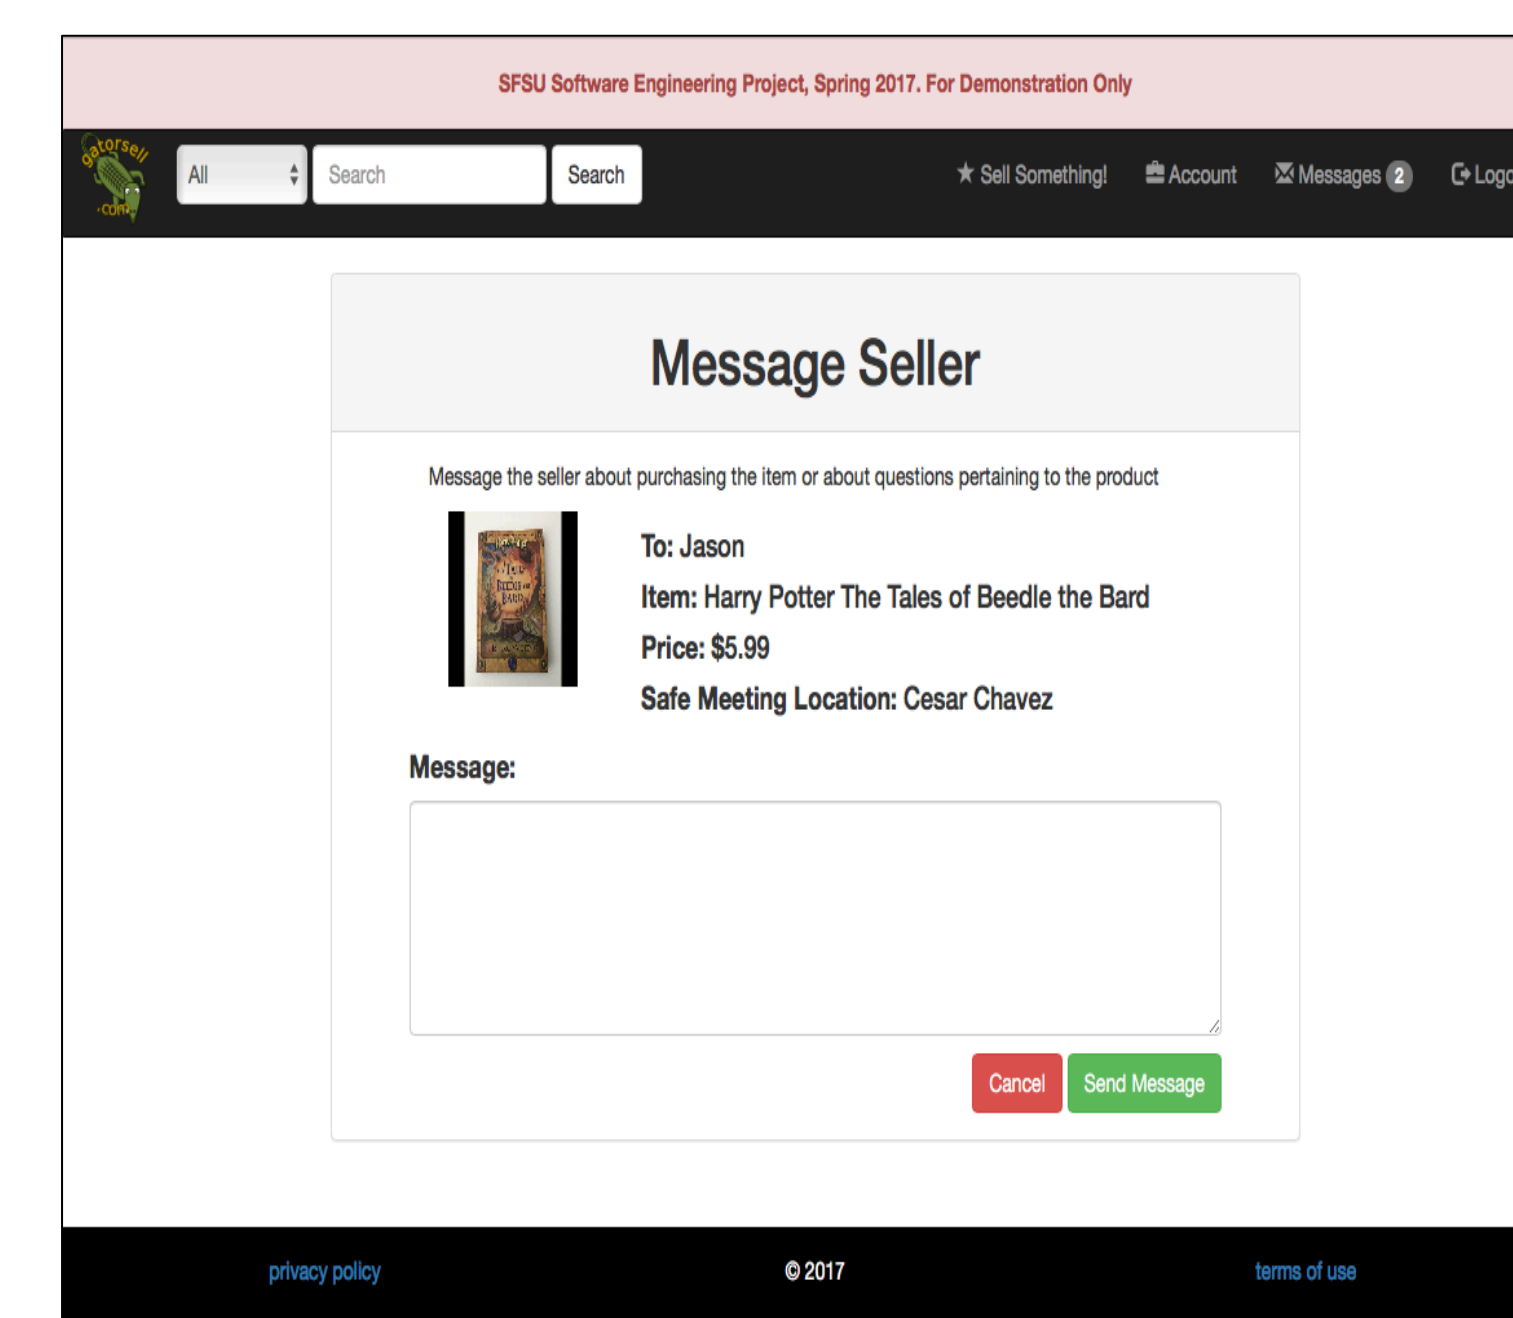 SFSU Software Engineering Project, Spring 2017. For Demonstration Only
gatorsell
.com
All
Search
Search
Sell Something!
Account
Messages 2
Logo
Message Seller
Message the seller about purchasing the item or about questions pertaining to the product
To: Jason
Item: Harry Potter The Tales of Beedle the Bard
Price: $5.99
Safe Meeting Location: Cesar Chavez
Message:
Cancel
Send Message
privacy policy
© 2017
terms of use